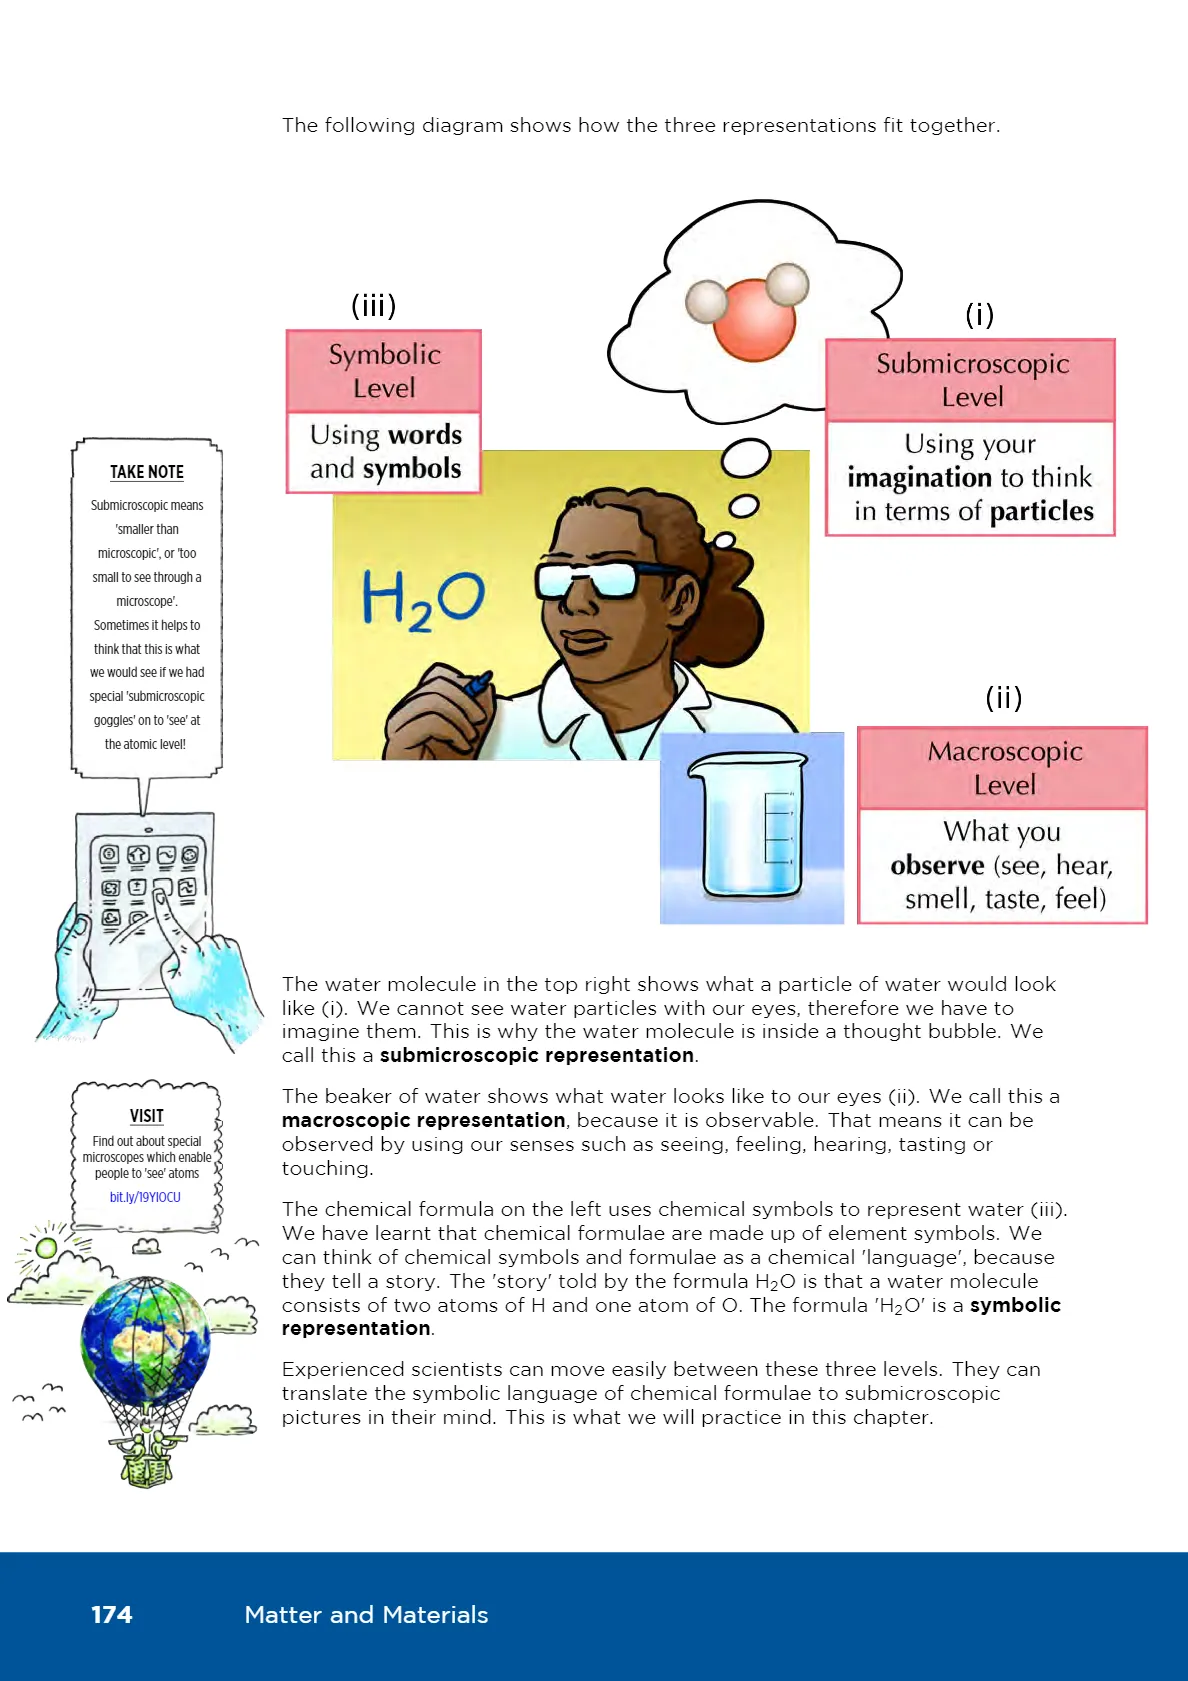 The following diagram shows how the three representations fit together.
(iii)
Symbolic
Level
Using words
and symbols
(i)
Submicroscopic
Level
Using your
imagination to think
in terms of particles
H₂O
(ii)
Macroscopic
Level
What you
observe (see, hear,
smell, taste, feel)
TAKE NOTE
Submicroscopic means
'smaller than
microscopic', or 'too
small to see through a
microscope'.
Sometimes it helps to
think that this is what
we would see if we had
special 'submicroscopic
goggles' on to 'see' at
the atomic level!
The water molecule in the top right shows what a particle of water would look
like (i). We cannot see water particles with our eyes, therefore we have to
imagine them. This is why the water molecule is inside a thought bubble. We
call this a submicroscopic representation.
The beaker of water shows what water looks like to our eyes (ii). We call this a
macroscopic representation, because it is observable. That means it can be
observed by using our senses such as seeing, feeling, hearing, tasting or
touching.
The chemical formula on the left uses chemical symbols to represent water (iii).
We have learnt that chemical formulae are made up of element symbols. We
can think of chemical symbols and formulae as a chemical 'language', because
they tell a story. The 'story' told by the formula H₂O is that a water molecule
consists of two atoms of H and one atom of O. The formula 'H₂O' is a symbolic
representation.
Experienced scientists can move easily between these three levels. They can
translate the symbolic language of chemical formulae to submicroscopic
pictures in their mind. This is what we will practice in this chapter.
VISIT
Find out about special
microscopes which enable
people to 'see' atoms
bit.ly/19YIOCU
174
Matter and Materials